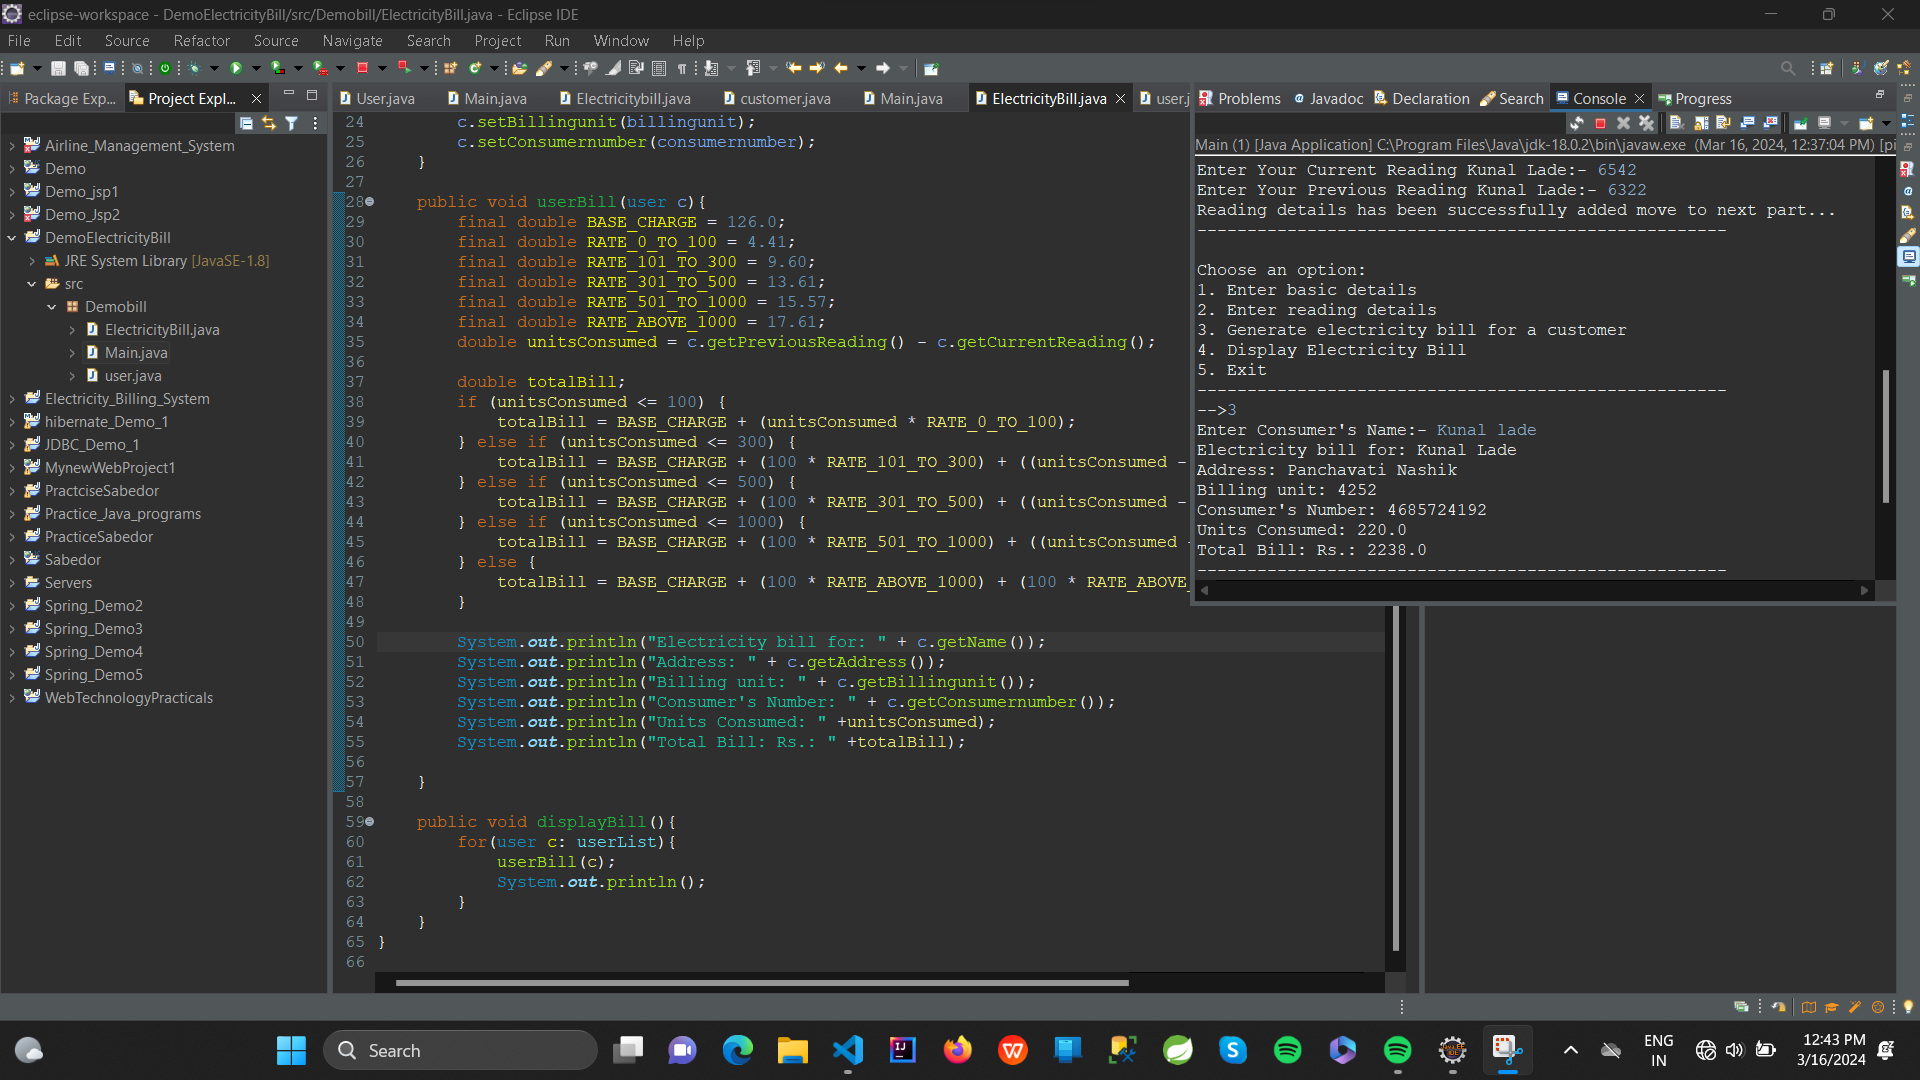 eclipse-workspace - DemoElectricityBill/src/Demobill/ElectricityBill.java - Eclipse IDE
File Edit Source Refactor Source Navigate Search Project Run Window Help
Package Exp... Project Expl...
Airline_Management_System
Demo
Demo_jsp1
Demo_Jsp2
DemoElectricityBill
JRE System Library [JavaSE-1.8]
src
Demobill
ElectricityBill.java
Main.java
user.java
Electricity_Billing_System
hibernate_Demo_1
JDBC_Demo_1
MynewWebProject1
PractciseSabedor
Practice_Java_programs
PracticeSabedor
Sabedor
Servers
Spring_Demo2
Spring_Demo3
Spring_Demo4
Spring_Demo5
WebTechnologyPracticals
User.java Main.java Electricitybill.java customer.java Main.java ElectricityBill.java user.j
24 c.setBillingunit(billingunit);
25 c.setConsumernumber(consumernumber);
26 }
27
28 public void userBill(user c){
29 final double BASE_CHARGE = 126.0;
30 final double RATE_0_TO_100 = 4.41;
31 final double RATE_101_TO_300 = 9.60;
32 final double RATE_301_TO_500 = 13.61;
33 final double RATE_501_TO_1000 = 15.57;
34 final double RATE_ABOVE_1000 = 17.61;
35 double unitsConsumed = c.getPreviousReading() - c.getCurrentReading();
36
37 double totalBill;
38 if (unitsConsumed <= 100) {
39 totalBill = BASE_CHARGE + (unitsConsumed * RATE_0_TO_100);
40 } else if (unitsConsumed <= 300) {
41 totalBill = BASE_CHARGE + (100 * RATE_101_TO_300) + ((unitsConsumed -
42 } else if (unitsConsumed <= 500) {
43 totalBill = BASE_CHARGE + (100 * RATE_301_TO_500) + ((unitsConsumed -
44 } else if (unitsConsumed <= 1000) {
45 totalBill = BASE_CHARGE + (100 * RATE_501_TO_1000) + ((unitsConsumed -
46 } else {
47 totalBill = BASE_CHARGE + (100 * RATE_ABOVE_1000) + (100 * RATE_ABOVE_
48 }
49
50 System.out.println("Electricity bill for: " + c.getName());
51 System.out.println("Address: " + c.getAddress());
52 System.out.println("Billing unit: " + c.getBillingunit());
53 System.out.println("Consumer's Number: " + c.getConsumernumber());
54 System.out.println("Units Consumed: " +unitsConsumed);
55 System.out.println("Total Bill: Rs.: " +totalBill);
56
57 }
58
59 public void displayBill(){
60 for(user c: userList){
61 userBill(c);
62 System.out.println();
63 }
64 }
65 }
66
Problems Javadoc Declaration Search Console Progress
Main (1) [Java Application] C:\Program Files\Java\jdk-18.0.2\bin\javaw.exe (Mar 16, 2024, 12:37:04 PM) [pi
Enter Your Current Reading Kunal Lade:- 6542
Enter Your Previous Reading Kunal Lade:- 6322
Reading details has been successfully added move to next part...
-----------------------------------------------------
Choose an option:
1. Enter basic details
2. Enter reading details
3. Generate electricity bill for a customer
4. Display Electricity Bill
5. Exit
-----------------------------------------------------
-->3
Enter Consumer's Name:- Kunal lade
Electricity bill for: Kunal Lade
Address: Panchavati Nashik
Billing unit: 4252
Consumer's Number: 4685724192
Units Consumed: 220.0
Total Bill: Rs.: 2238.0
-----------------------------------------------------
Search
ENG
IN
12:43 PM
3/16/2024